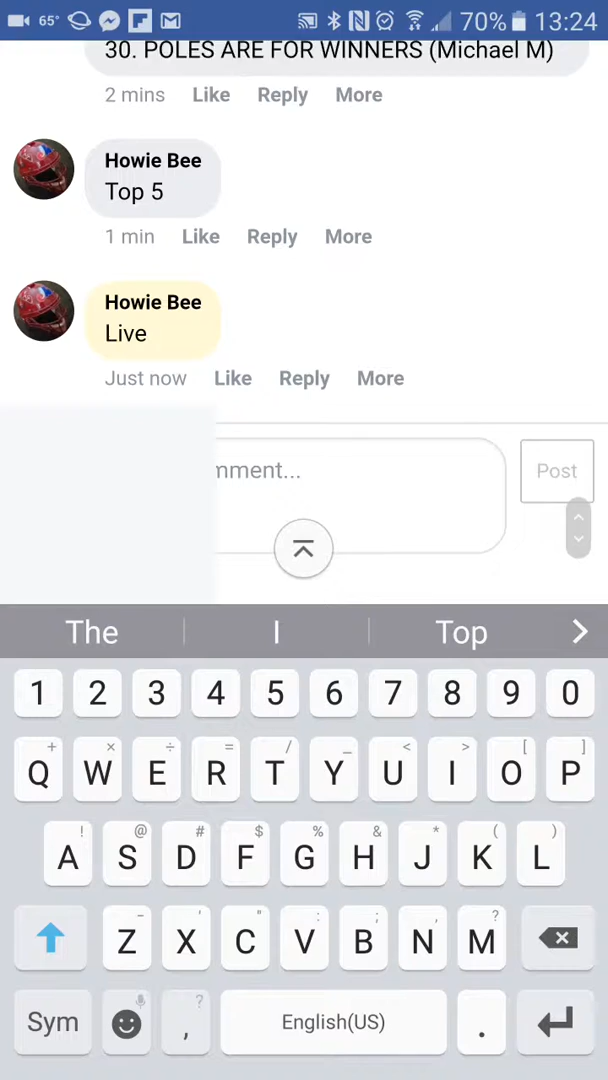 65° 70% 13:24
30. POLES ARE FOR WINNERS (Michael M)
2 mins Like Reply More
Howie Bee
Top 5
1 min Like Reply More
Howie Bee
Live
Just now Like Reply More
mment... Post
The I Top
1 2 3 4 5 6 7 8 9 0
+ × ÷ = / _ < > [ ]
Q W E R T Y U I O P
! @ # $ % & * ( )
A S D F G H J K L
- ' " : ; , ?
Z X C V B N M
?
Sym , English(US) .